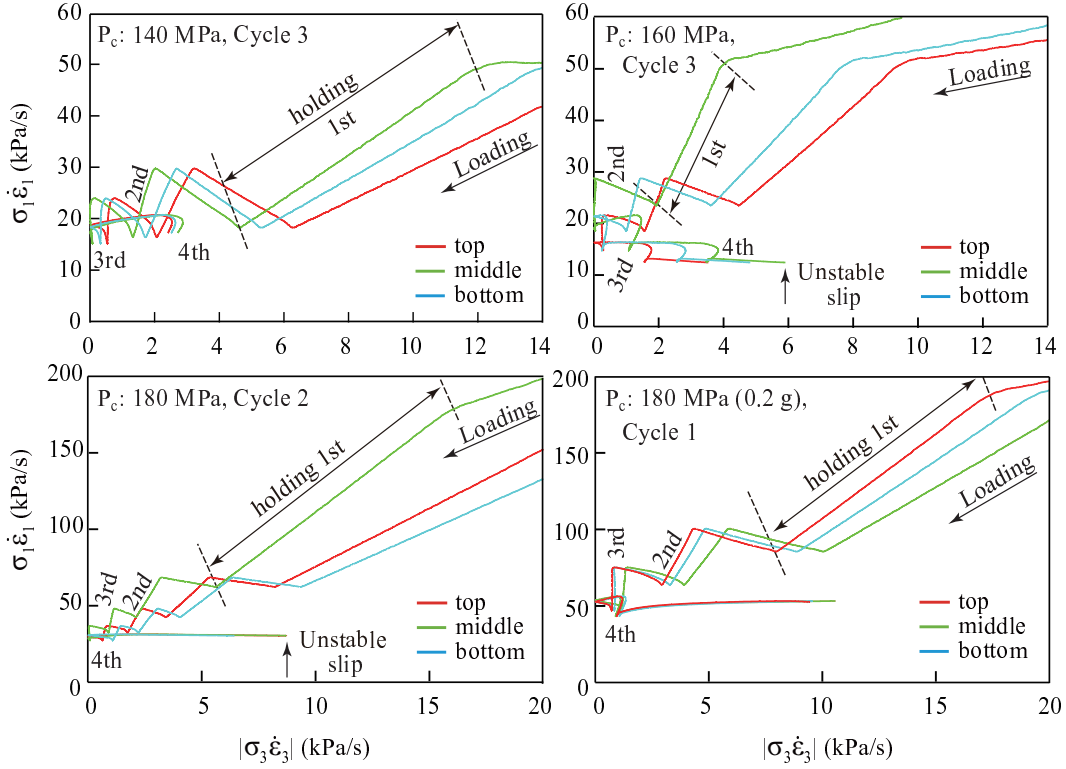 P_c: 140 MPa, Cycle 3
60
50
40
30
20
10
0
holding
1st
Loading
2nd
3rd
4th
top
middle
bottom
0 2 4 6 8 10 12 14
σ₁ε̇₁ (kPa/s)
P_c: 160 MPa,
Cycle 3
60
50
40
30
20
10
0
Loading
1st
2nd
3rd
4th
Unstable
slip
top
middle
bottom
0 2 4 6 8 10 12 14
P_c: 180 MPa, Cycle 2
200
150
100
50
0
Loading
holding 1st
3rd
2nd
4th
Unstable
slip
top
middle
bottom
0 5 10 15 20
σ₁ε̇₁ (kPa/s)
|σ₃ε̇₃| (kPa/s)
P_c: 180 MPa (0.2 g),
Cycle 1
200
150
100
50
0
holding 1st
Loading
3rd
2nd
4th
top
middle
bottom
0 5 10 15 20
|σ₃ε̇₃| (kPa/s)